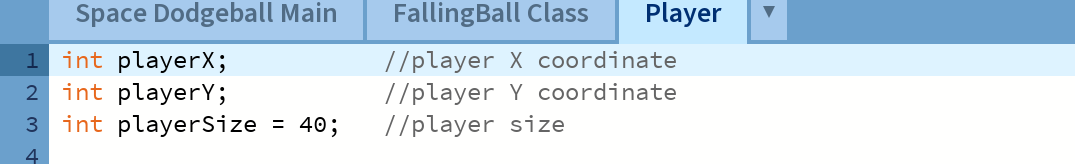 Space Dodgeball Main FallingBall Class Player ▼
1 int playerX; //player X coordinate
2 int playerY; //player Y coordinate
3 int playerSize = 40; //player size
4